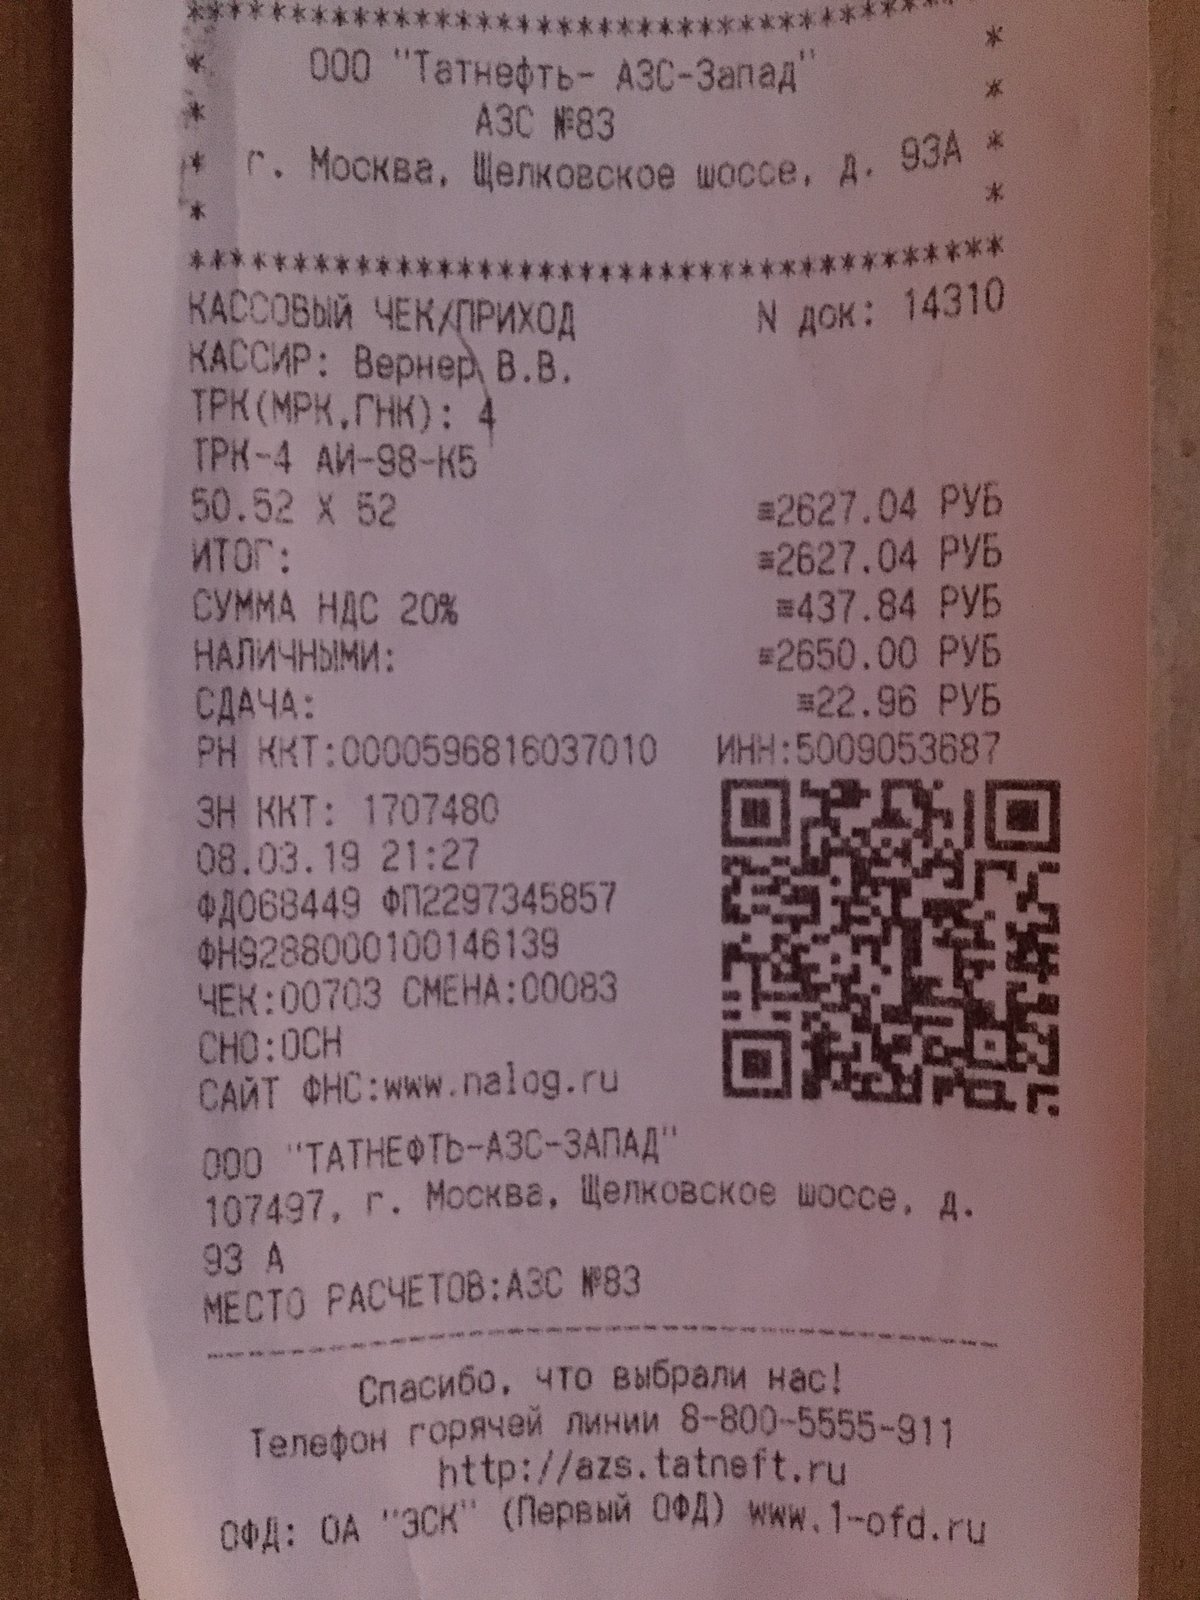 ****************************************
* ООО "Татнефть- АЗС-Запад" *
* АЗС №83 *
* г. Москва, Щелковское шоссе, д. 93А *
* *
****************************************
КАССОВЫЙ ЧЕК/ПРИХОД N док: 14310
КАССИР: Вернер В.В.
ТРК(МРК,ГНК): 4
ТРК-4 АИ-98-К5
50.52 X 52 ≡2627.04 РУБ
ИТОГ: ≡2627.04 РУБ
СУММА НДС 20% ≡437.84 РУБ
НАЛИЧНЫМИ: ≡2650.00 РУБ
СДАЧА: ≡22.96 РУБ
РН ККТ:0000596816037010 ИНН:5009053687
ЗН ККТ: 1707480
08.03.19 21:27
ФД068449 ФП2297345857
ФН9288000100146139
ЧЕК:00703 СМЕНА:00083
СНО:ОСН
САЙТ ФНС:www.nalog.ru
ООО "ТАТНЕФТЬ-АЗС-ЗАПАД"
107497, г. Москва, Щелковское шоссе, д.
93 А
МЕСТО РАСЧЕТОВ:АЗС №83
Спасибо, что выбрали нас!
Телефон горячей линии 8-800-5555-911
http://azs.tatneft.ru
ОФД: ОА "ЭСК" (Первый ОФД) www.1-ofd.ru